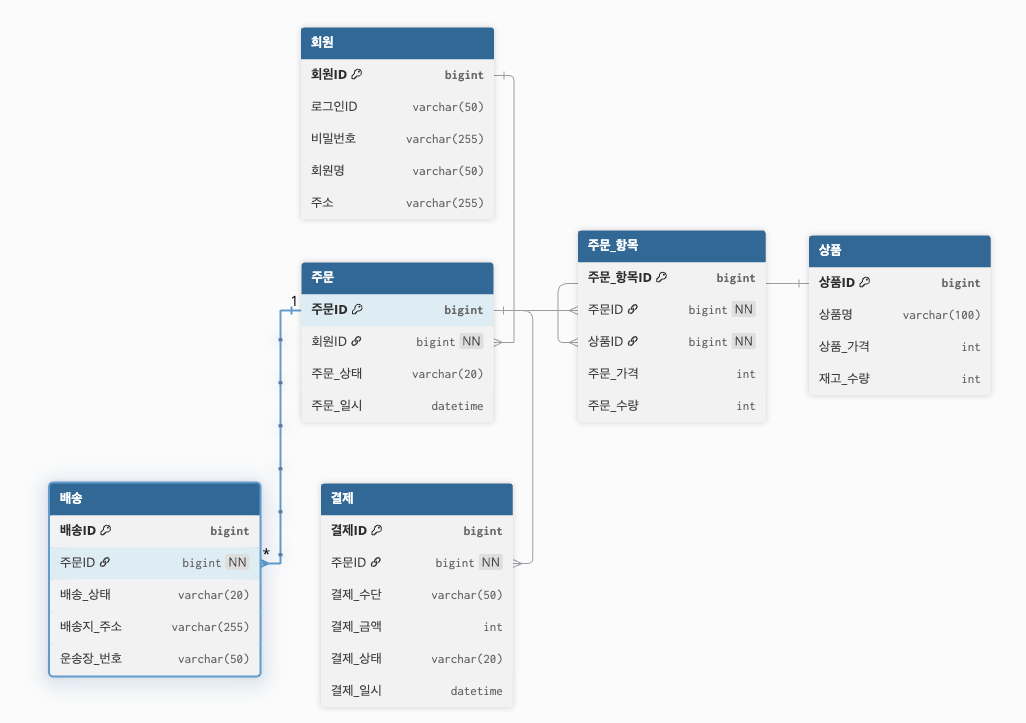 회원
회원ID bigint
로그인ID varchar(50)
비밀번호 varchar(255)
회원명 varchar(50)
주소 varchar(255)
주문
1
주문ID bigint
회원ID bigint NN
주문_상태 varchar(20)
주문_일시 datetime
주문_항목
주문_항목ID bigint
주문ID bigint NN
상품ID bigint NN
주문_가격 int
주문_수량 int
상품
상품ID bigint
상품명 varchar(100)
상품_가격 int
재고_수량 int
배송
배송ID bigint
주문ID bigint NN
*
배송_상태 varchar(20)
배송지_주소 varchar(255)
운송장_번호 varchar(50)
결제
결제ID bigint
주문ID bigint NN
결제_수단 varchar(50)
결제_금액 int
결제_상태 varchar(20)
결제_일시 datetime